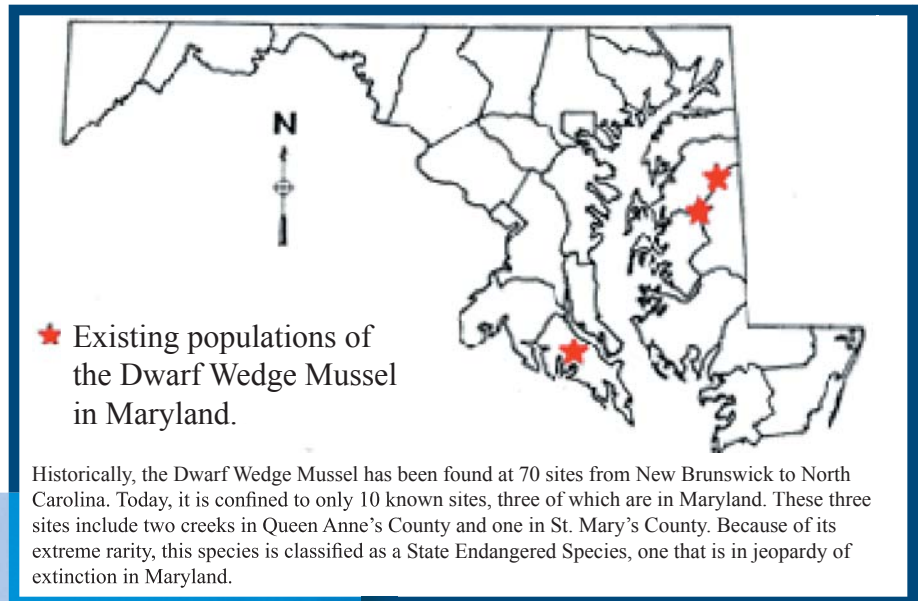 N
Existing populations of
the Dwarf Wedge Mussel
in Maryland.
Historically, the Dwarf Wedge Mussel has been found at 70 sites from New Brunswick to North
Carolina. Today, it is confined to only 10 known sites, three of which are in Maryland. These three
sites include two creeks in Queen Anne’s County and one in St. Mary’s County. Because of its
extreme rarity, this species is classified as a State Endangered Species, one that is in jeopardy of
extinction in Maryland.